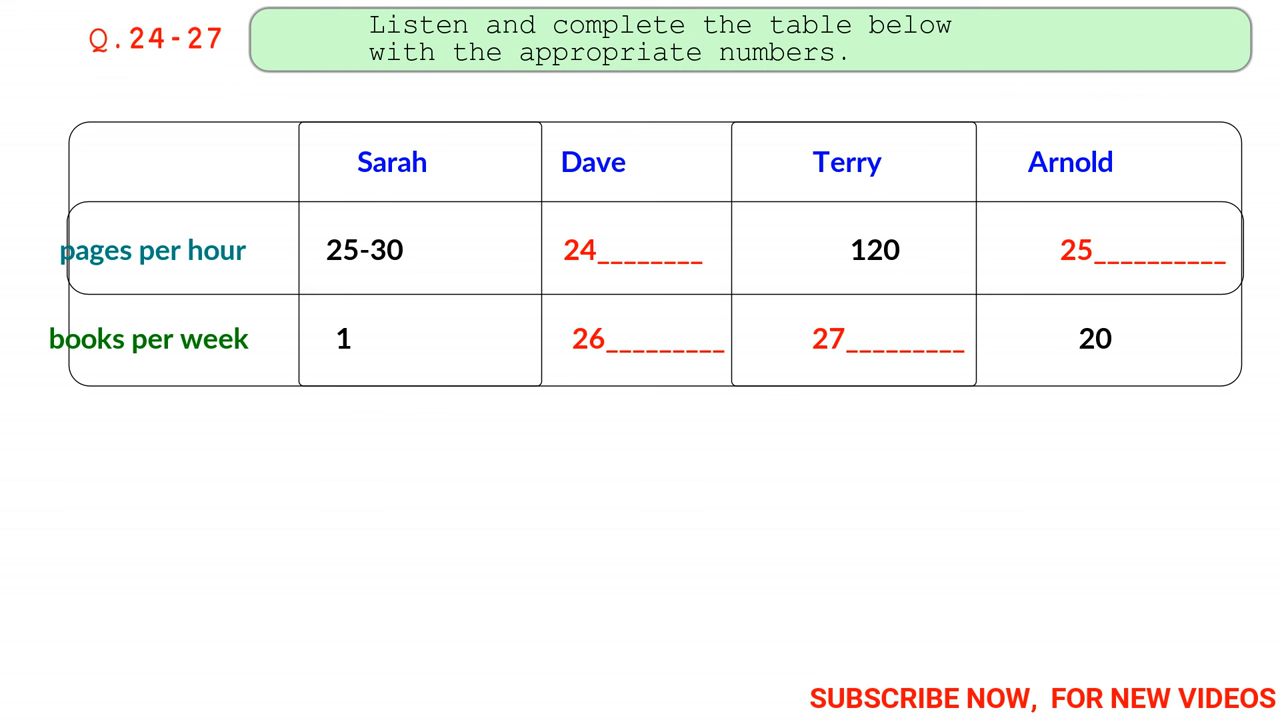 Q.24-27
Listen and complete the table below
with the appropriate numbers.
Sarah Dave Terry Arnold
pages per hour 25-30 24________ 120 25__________
books per week 1 26_________ 27_________ 20
SUBSCRIBE NOW, FOR NEW VIDEOS